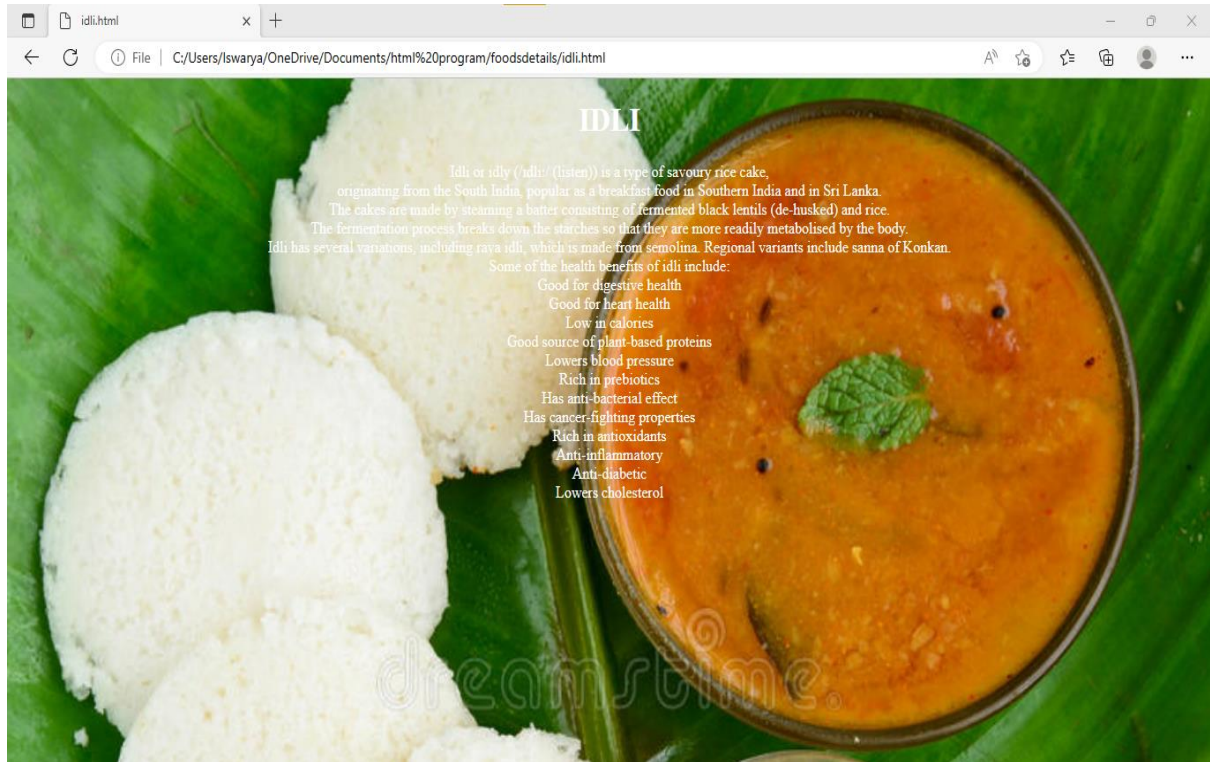 idli.html
File
C:/Users/Iswarya/OneDrive/Documents/html%20program/foodsdetails/idli.html
IDLI
Idli or idly (/ɪdliː/ (listen)) is a type of savoury rice cake,
originating from the South India, popular as a breakfast food in Southern India and in Sri Lanka.
The cakes are made by steaming a batter consisting of fermented black lentils (de-husked) and rice.
The fermentation process breaks down the starches so that they are more readily metabolised by the body.
Idli has several variations, including rava idli, which is made from semolina. Regional variants include sanna of Konkan.
Some of the health benefits of idli include:
Good for digestive health
Good for heart health
Low in calories
Good source of plant-based proteins
Lowers blood pressure
Rich in prebiotics
Has anti-bacterial effect
Has cancer-fighting properties
Rich in antioxidants
Anti-inflammatory
Anti-diabetic
Lowers cholesterol
dreamstime.